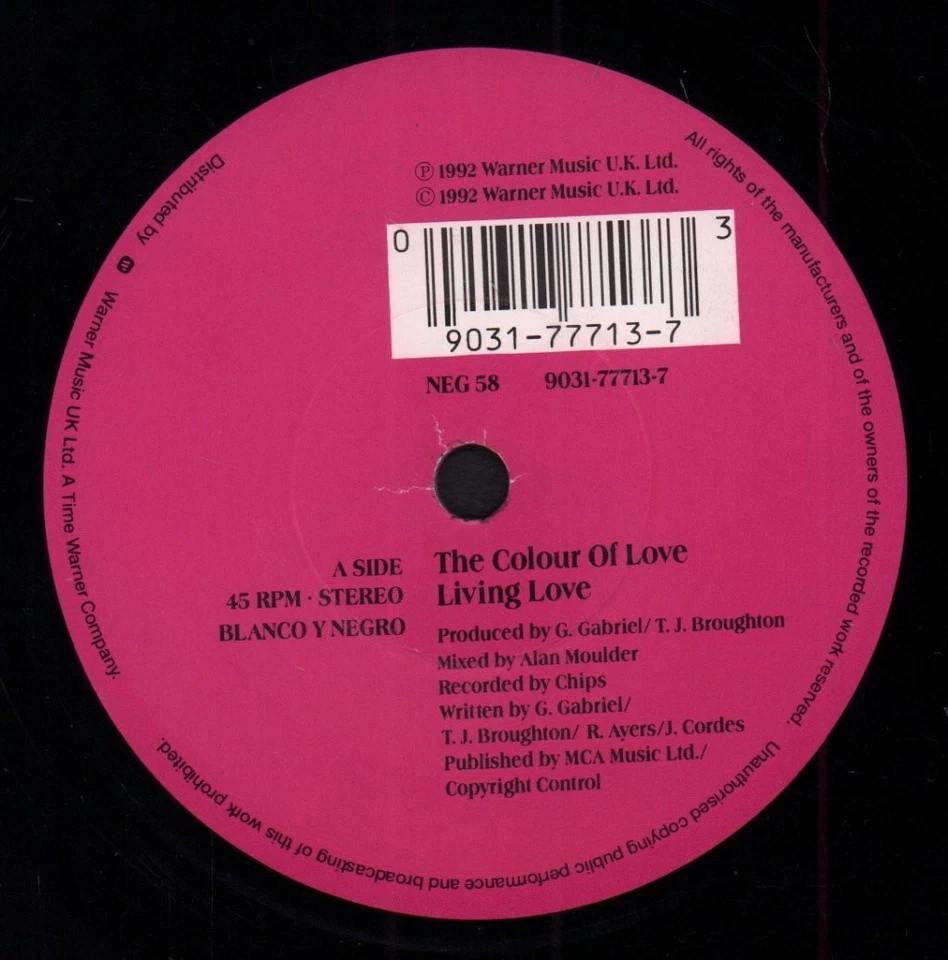 ℗ 1992 Warner Music U.K. Ltd.
© 1992 Warner Music U.K. Ltd.
0 3
9031-77713-7
NEG 58 9031-77713-7
A SIDE
45 RPM · STEREO
BLANCO Y NEGRO
The Colour Of Love
Living Love
Produced by G. Gabriel/ T. J. Broughton
Mixed by Alan Moulder
Recorded by Chips
Written by G. Gabriel/
T. J. Broughton/ R. Ayers/J. Cordes
Published by MCA Music Ltd./
Copyright Control
All rights of the manufacturers and of the owners of the recorded work reserved.
Unauthorised copying public performance and broadcasting of this work prohibited.
Distributed by W Warner Music UK Ltd. A Time Warner Company.